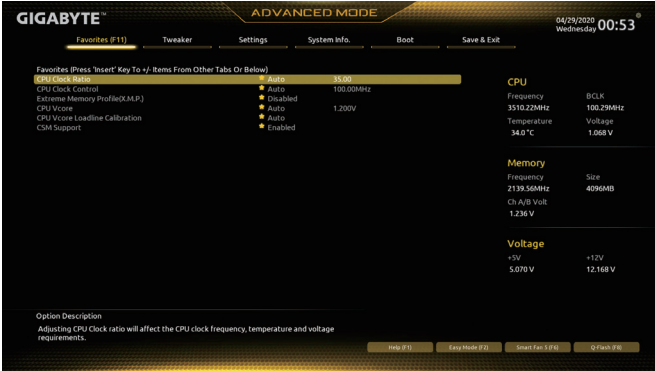 GIGABYTE™
ADVANCED MODE
04/29/2020
Wednesday 00:53
Favorites (F11) Tweaker Settings System Info. Boot Save & Exit
Favorites (Press 'Insert' Key To +/- Items From Other Tabs Or Below)
CPU Clock Ratio Auto 35.00
CPU Clock Control Auto 100.00MHz
Extreme Memory Profile(X.M.P.) Disabled
CPU Vcore Auto 1.200V
CPU Vcore Loadline Calibration Auto
CSM Support Enabled
CPU
Frequency BCLK
3510.22MHz 100.29MHz
Temperature Voltage
34.0 °C 1.068 V
Memory
Frequency Size
2139.56MHz 4096MB
Ch A/B Volt
1.236 V
Voltage
+5V +12V
5.070 V 12.168 V
Option Description
Adjusting CPU Clock ratio will affect the CPU clock frequency, temperature and voltage
requirements.
Help (F1) Easy Mode (F2) Smart Fan 5 (F6) Q-Flash (F8)